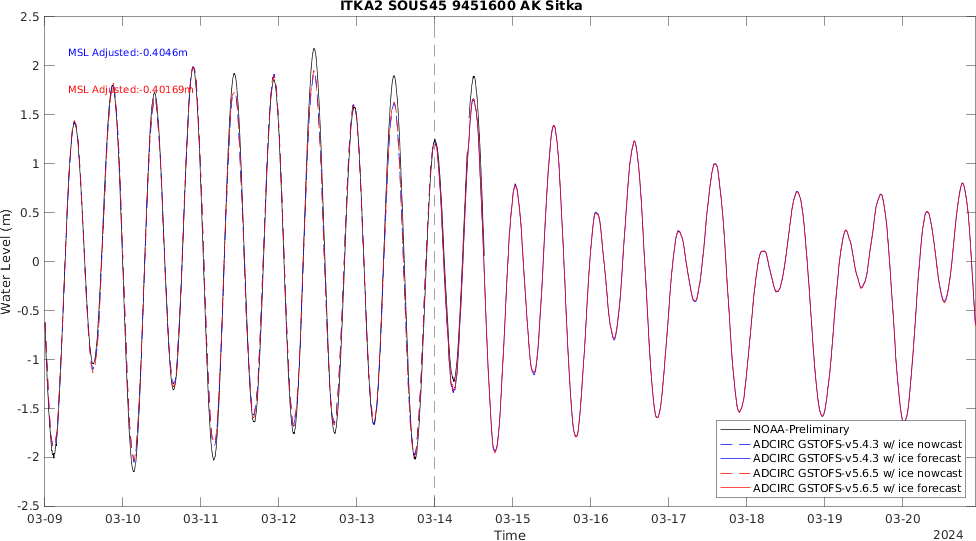 ITKA2 SOUS45 9451600 AK Sitka
2.5
2
1.5
1
0.5
0
-0.5
-1
-1.5
-2
-2.5
Water Level (m)
MSL Adjusted:-0.4046m
MSL Adjusted:-0.40169m
NOAA-Preliminary
ADCIRC GSTOFS-v5.4.3 w/ ice nowcast
ADCIRC GSTOFS-v5.4.3 w/ ice forecast
ADCIRC GSTOFS-v5.6.5 w/ ice nowcast
ADCIRC GSTOFS-v5.6.5 w/ ice forecast
03-09 03-10 03-11 03-12 03-13 03-14 03-15 03-16 03-17 03-18 03-19 03-20
Time
2024